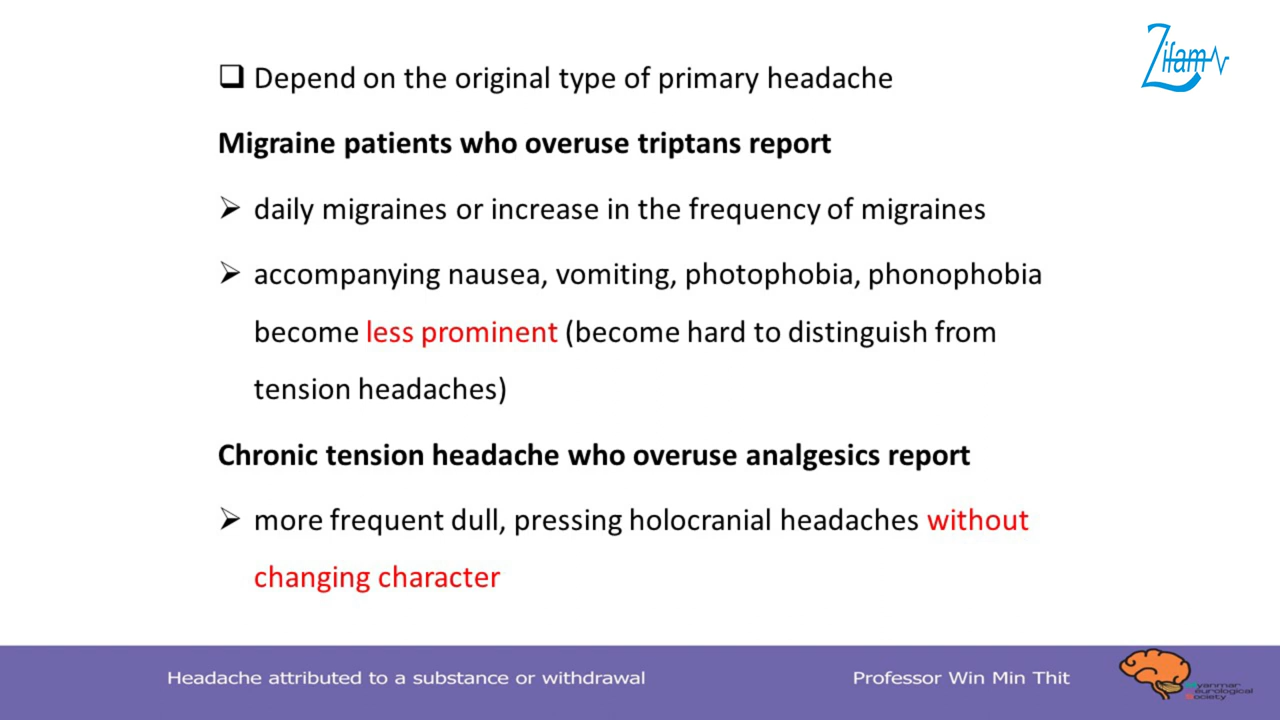 Zifam
Depend on the original type of primary headache
Migraine patients who overuse triptans report
daily migraines or increase in the frequency of migraines
accompanying nausea, vomiting, photophobia, phonophobia
become less prominent (become hard to distinguish from
tension headaches)
Chronic tension headache who overuse analgesics report
more frequent dull, pressing holocranial headaches without
changing character
Headache attributed to a substance or withdrawal
Professor Win Min Thit
Myanmar
Neurological
Society